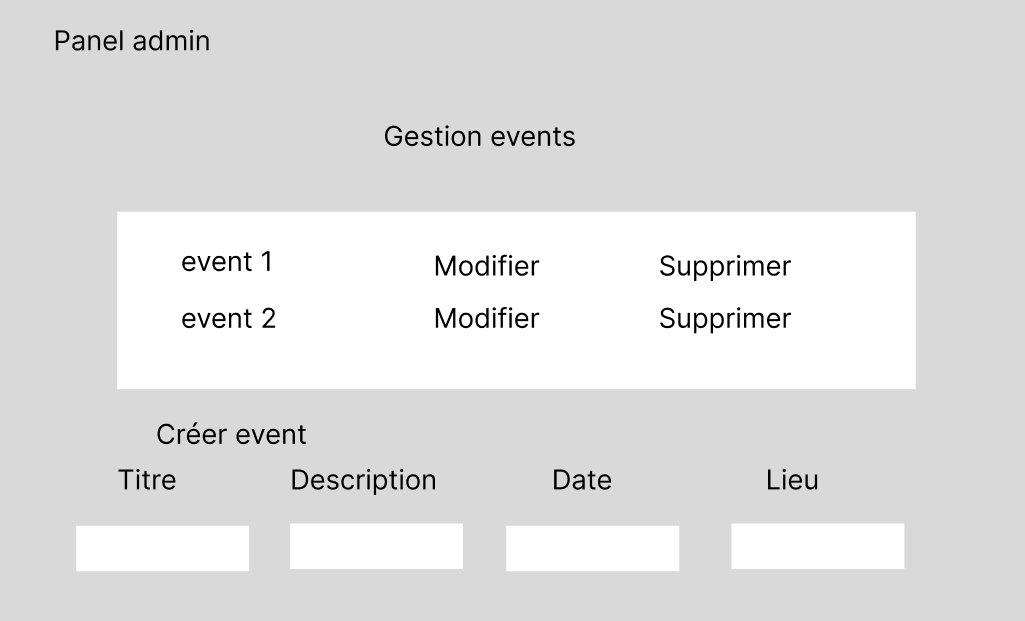 Panel admin
Gestion events
event 1 Modifier Supprimer
event 2 Modifier Supprimer
Créer event
Titre Description Date Lieu